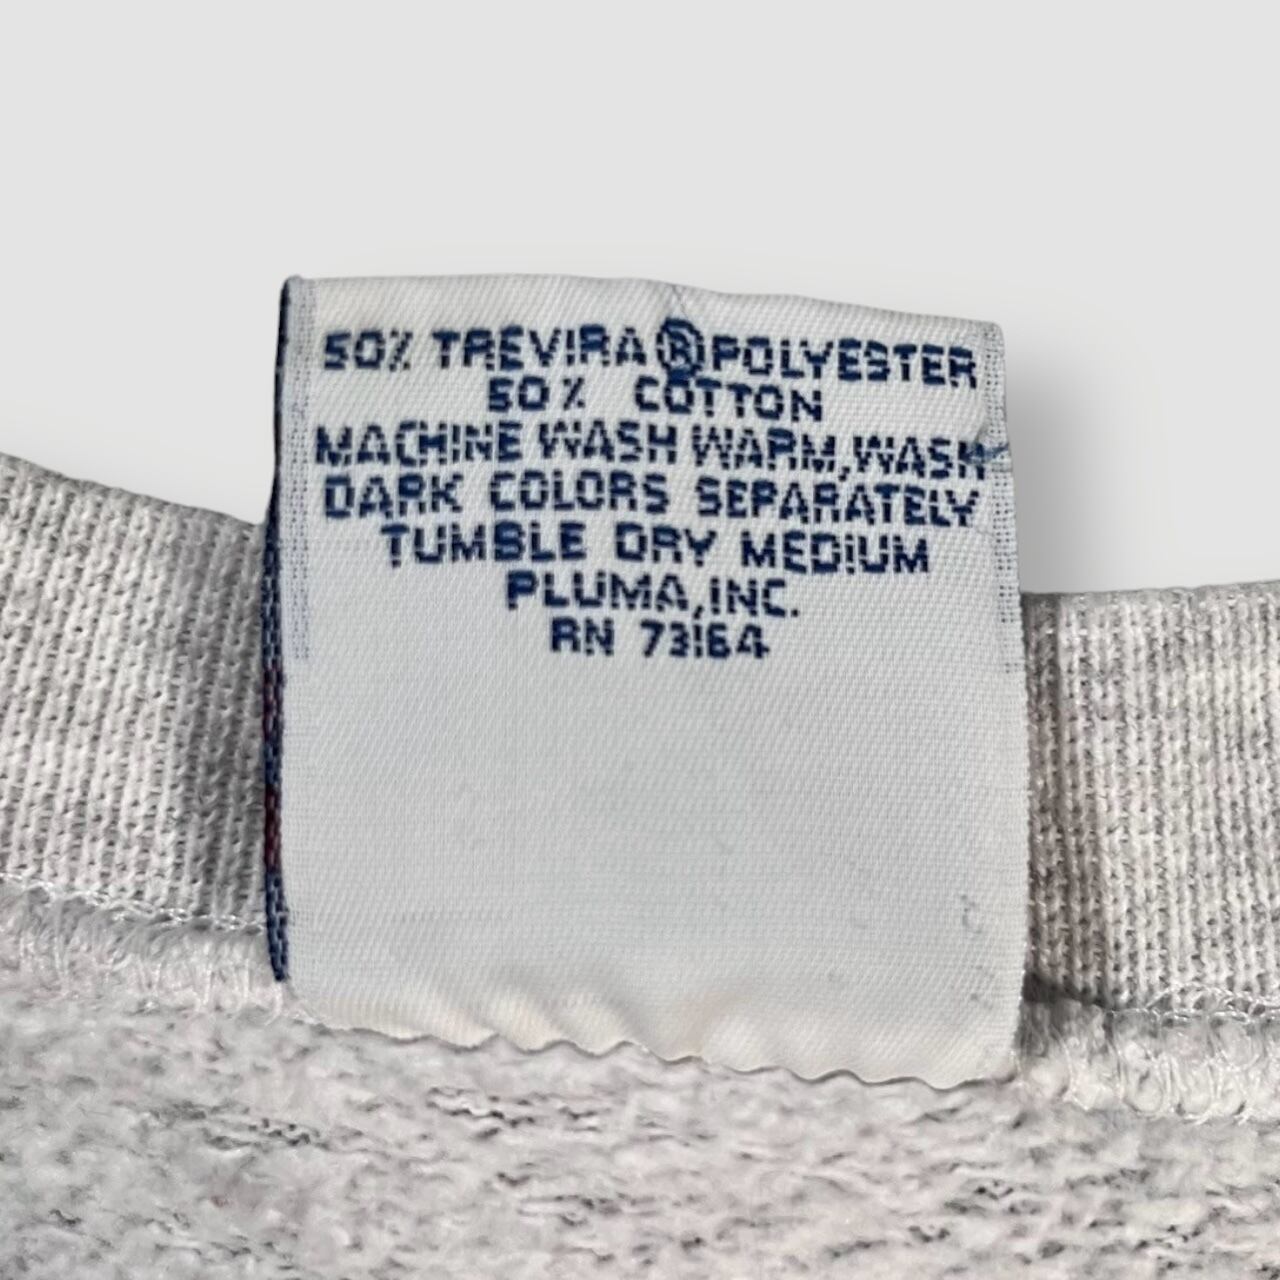 50% TREVIRA ® POLYESTER
50% COTTON
MACHINE WASH WARM, WASH
DARK COLORS SEPARATELY
TUMBLE DRY MEDIUM
PLUMA, INC.
RN 73164